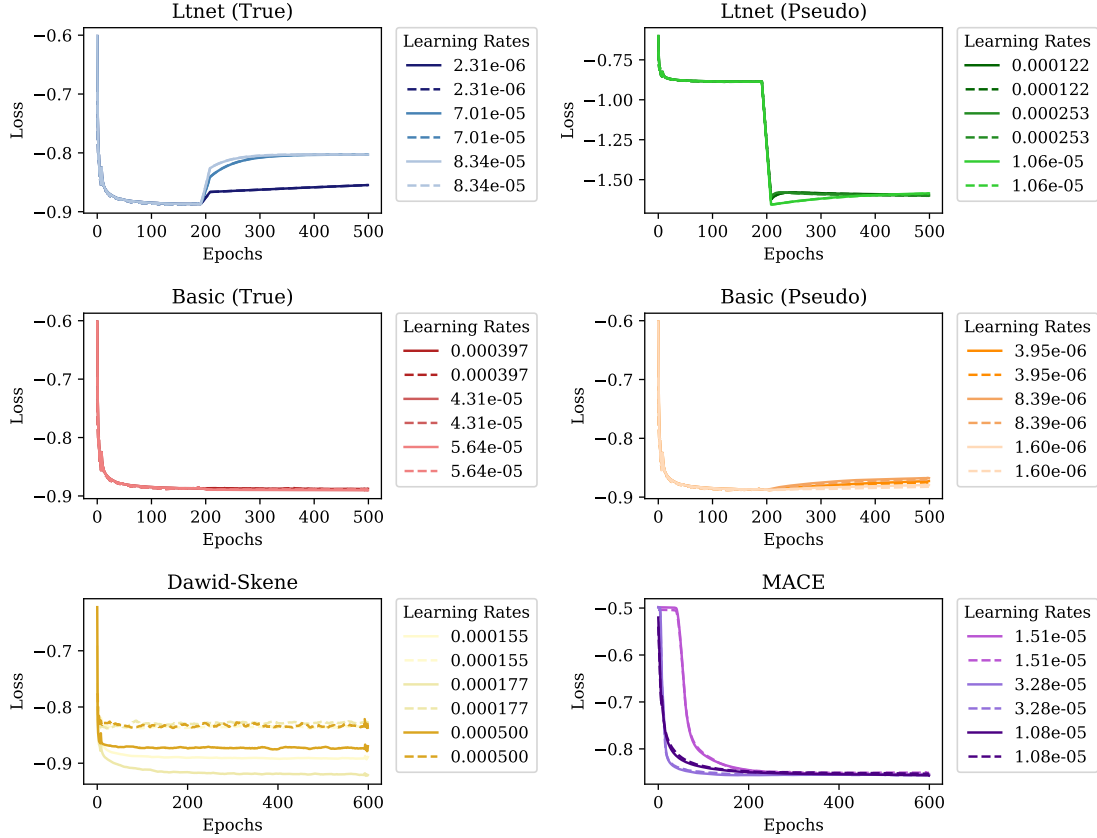 Ltnet (True)
−0.6
−0.7
−0.8
−0.9
Loss
0 100 200 300 400 500
Epochs
Learning Rates
2.31e-06
2.31e-06
7.01e-05
7.01e-05
8.34e-05
8.34e-05
Ltnet (Pseudo)
−0.75
−1.00
−1.25
−1.50
Loss
0 100 200 300 400 500
Epochs
Learning Rates
0.000122
0.000122
0.000253
0.000253
1.06e-05
1.06e-05
Basic (True)
−0.6
−0.7
−0.8
−0.9
Loss
0 100 200 300 400 500
Epochs
Learning Rates
0.000397
0.000397
4.31e-05
4.31e-05
5.64e-05
5.64e-05
Basic (Pseudo)
−0.6
−0.7
−0.8
−0.9
Loss
0 100 200 300 400 500
Epochs
Learning Rates
3.95e-06
3.95e-06
8.39e-06
8.39e-06
1.60e-06
1.60e-06
Dawid-Skene
−0.7
−0.8
−0.9
Loss
0 200 400 600
Epochs
Learning Rates
0.000155
0.000155
0.000177
0.000177
0.000500
0.000500
MACE
−0.5
−0.6
−0.7
−0.8
Loss
0 100 200 300 400 500 600
Epochs
Learning Rates
1.51e-05
1.51e-05
3.28e-05
3.28e-05
1.08e-05
1.08e-05